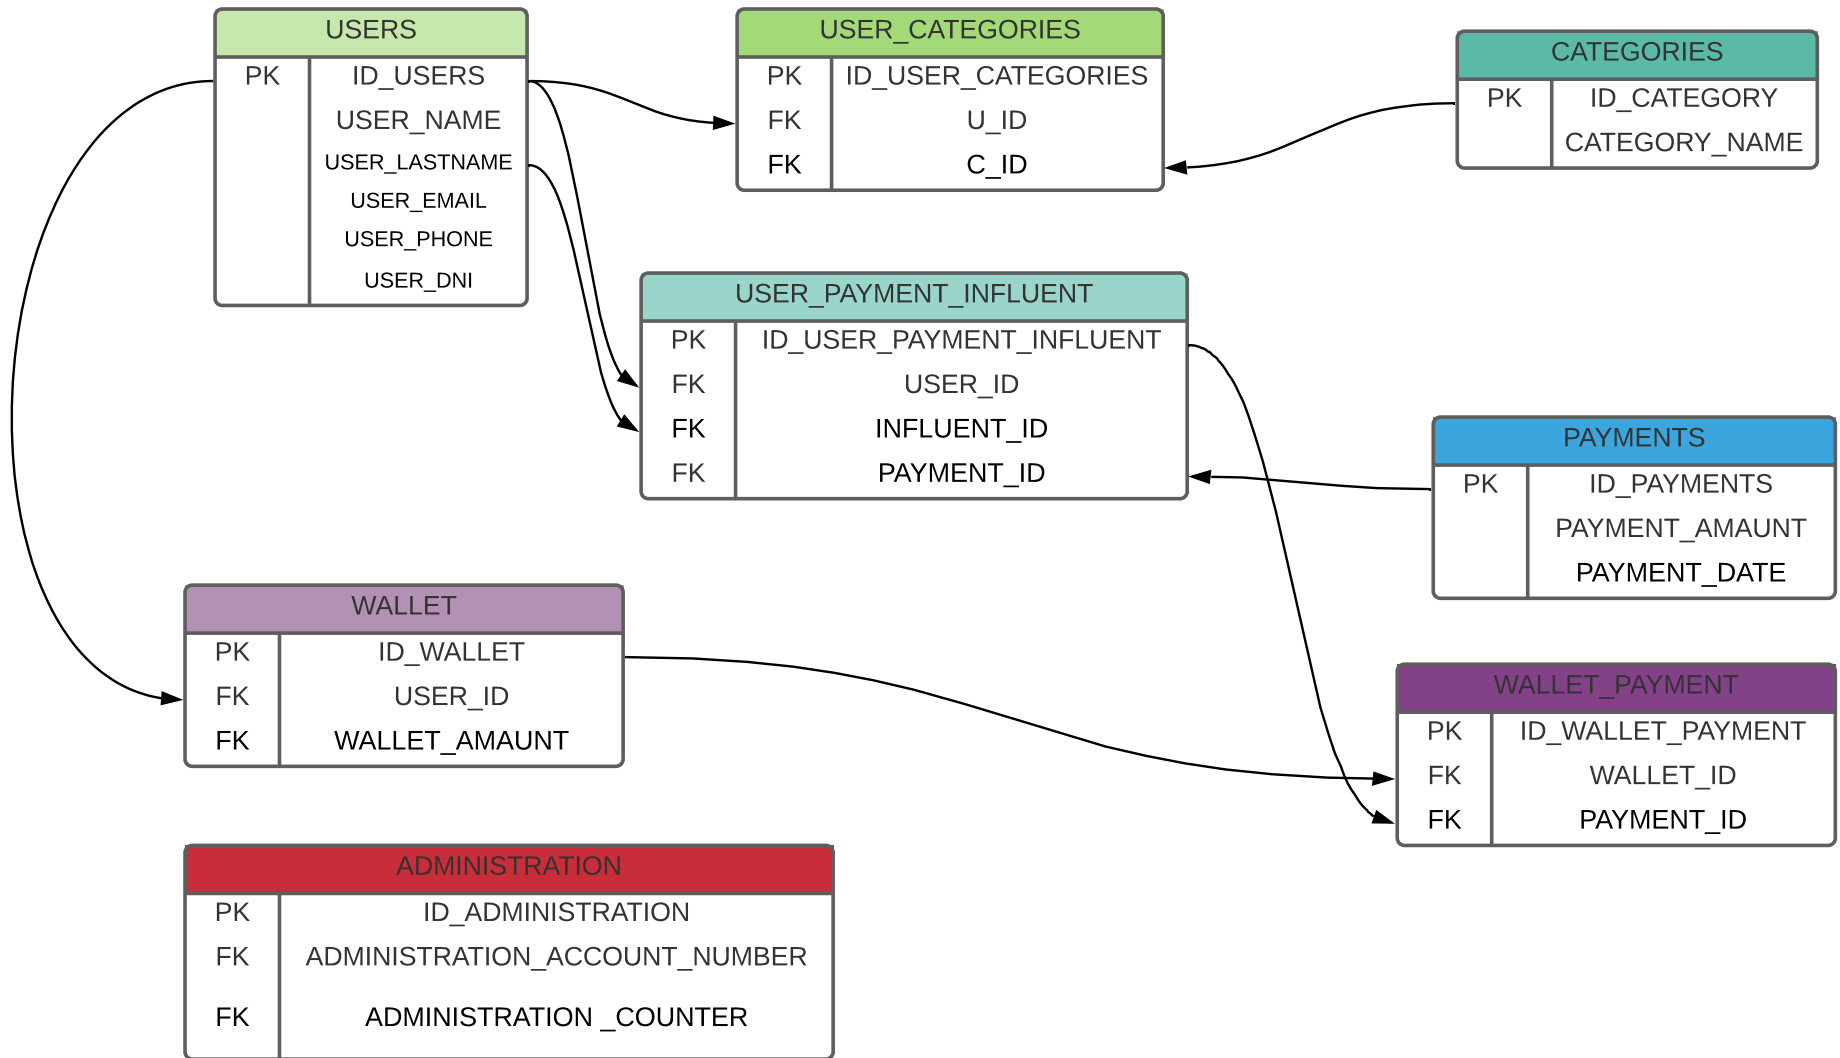 USERS
PK ID_USERS
USER_NAME
USER_LASTNAME
USER_EMAIL
USER_PHONE
USER_DNI
USER_CATEGORIES
PK ID_USER_CATEGORIES
FK U_ID
FK C_ID
CATEGORIES
PK ID_CATEGORY
CATEGORY_NAME
USER_PAYMENT_INFLUENT
PK ID_USER_PAYMENT_INFLUENT
FK USER_ID
FK INFLUENT_ID
FK PAYMENT_ID
PAYMENTS
PK ID_PAYMENTS
PAYMENT_AMAUNT
PAYMENT_DATE
WALLET
PK ID_WALLET
FK USER_ID
FK WALLET_AMAUNT
WALLET_PAYMENT
PK ID_WALLET_PAYMENT
FK WALLET_ID
FK PAYMENT_ID
ADMINISTRATION
PK ID_ADMINISTRATION
FK ADMINISTRATION_ACCOUNT_NUMBER
FK ADMINISTRATION _COUNTER